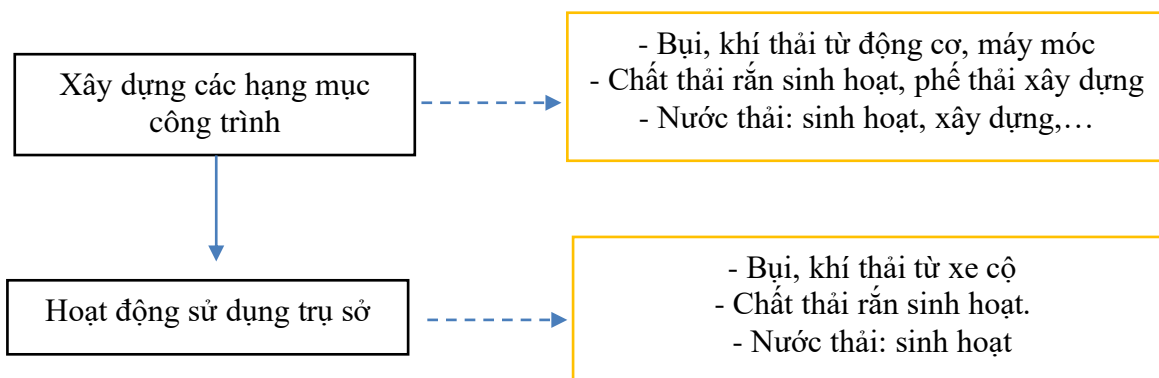 Xây dựng các hạng mục
công trình
- Bụi, khí thải từ động cơ, máy móc
- Chất thải rắn sinh hoạt, phế thải xây dựng
- Nước thải: sinh hoạt, xây dựng,…
Hoạt động sử dụng trụ sở
- Bụi, khí thải từ xe cộ
- Chất thải rắn sinh hoạt.
- Nước thải: sinh hoạt